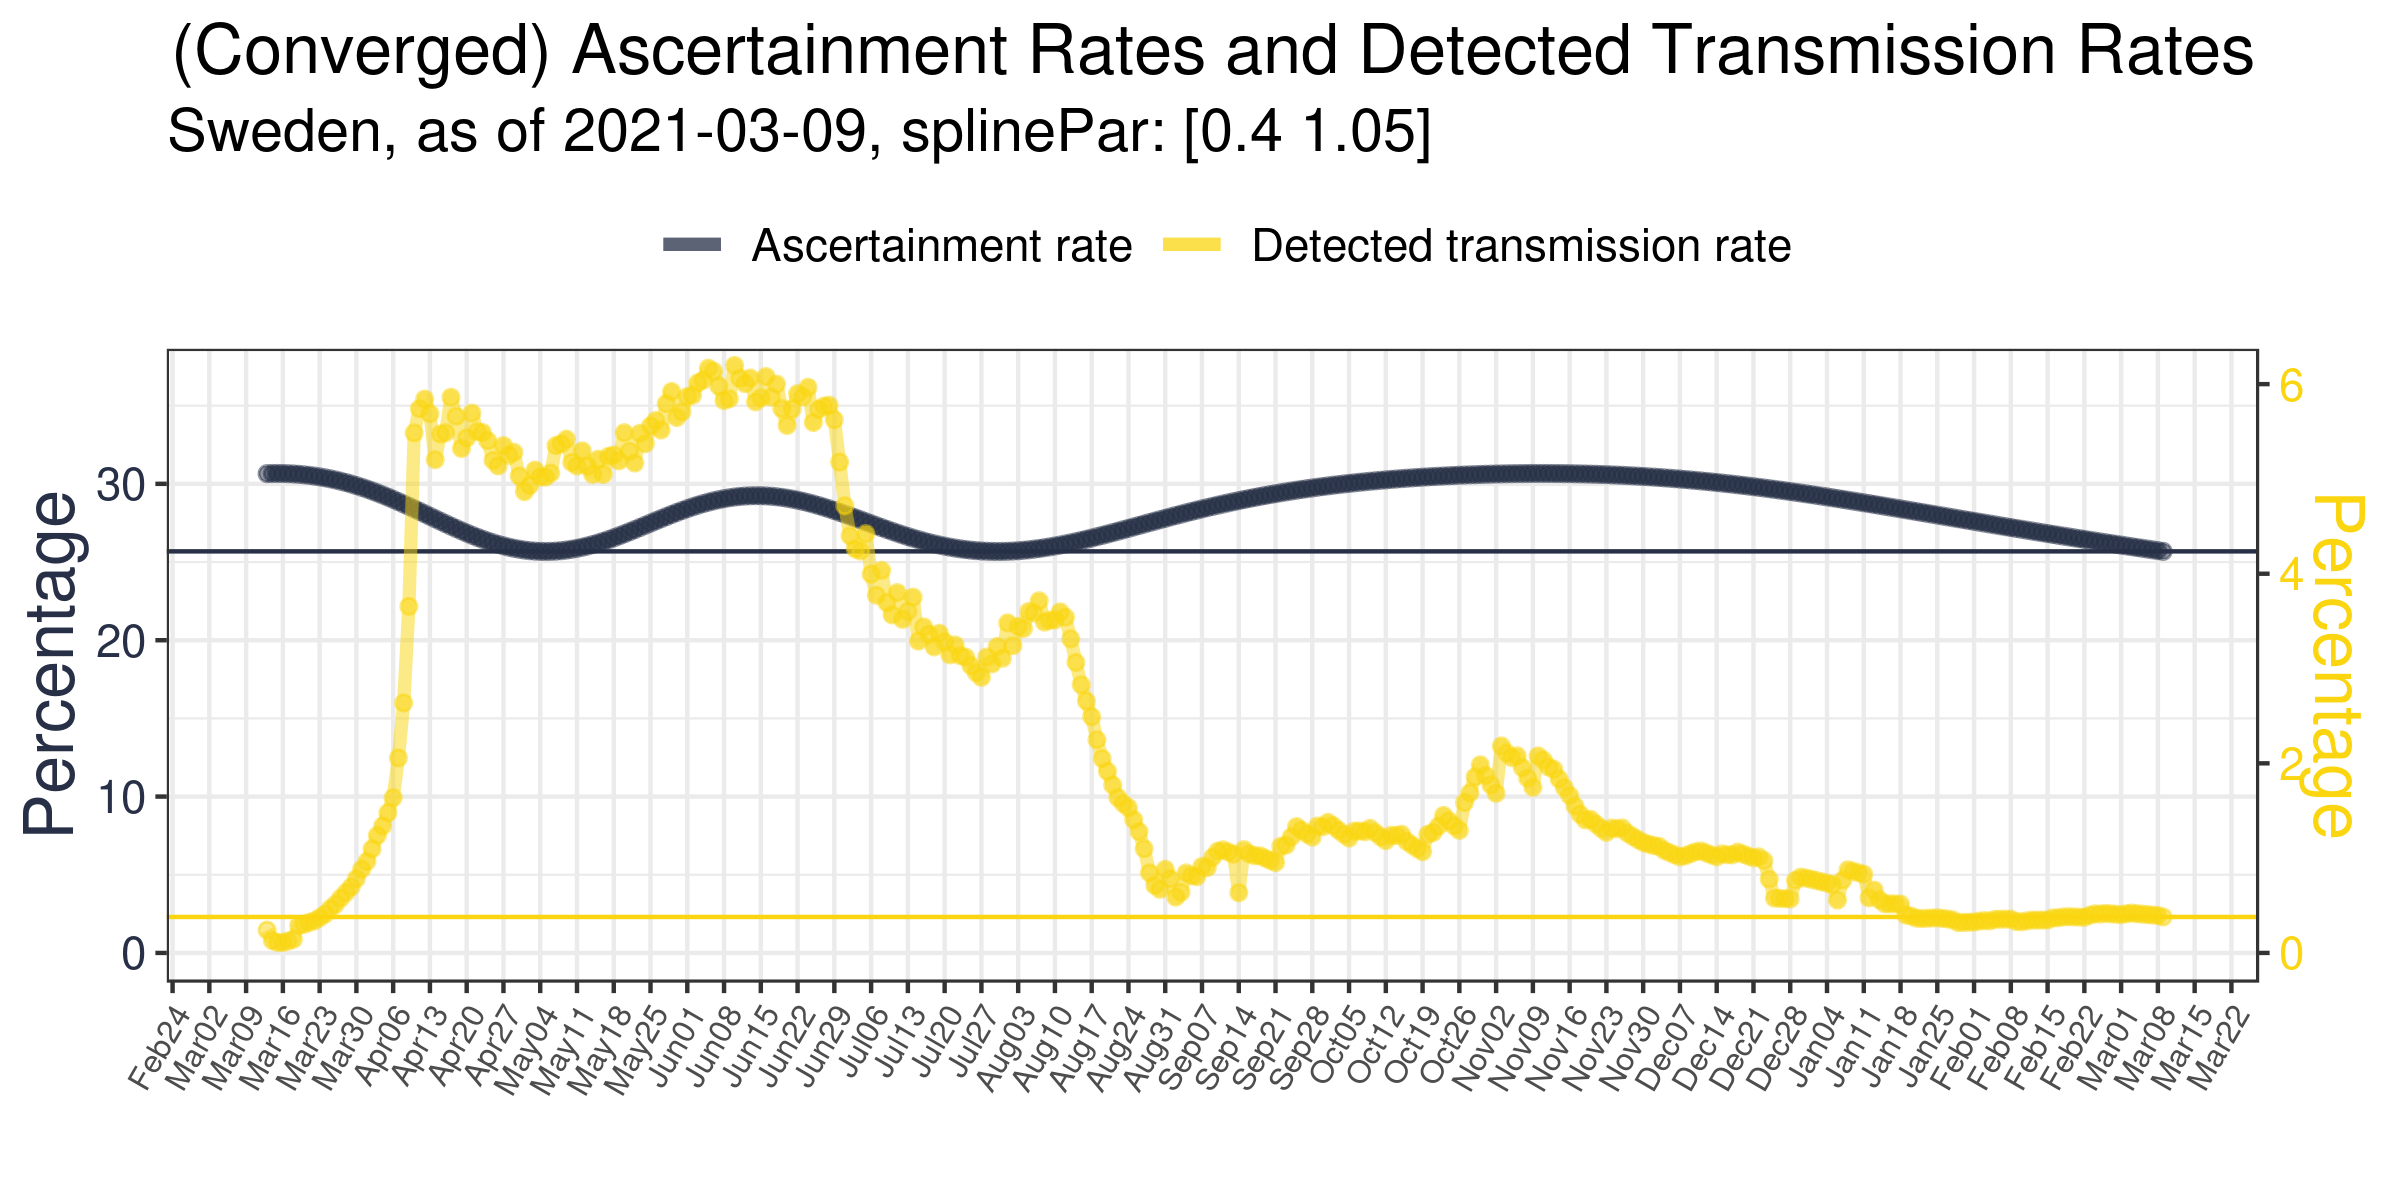 (Converged) Ascertainment Rates and Detected Transmission Rates
Sweden, as of 2021-03-09, splinePar: [0.4 1.05]
Ascertainment rate
Detected transmission rate
Percentage
30
20
10
0
6
4
2
0
Percentage
Feb24
Mar02
Mar09
Mar16
Mar23
Mar30
Apr06
Apr13
Apr20
Apr27
May04
May11
May18
May25
Jun01
Jun08
Jun15
Jun22
Jun29
Jul06
Jul13
Jul20
Jul27
Aug03
Aug10
Aug17
Aug24
Aug31
Sep07
Sep14
Sep21
Sep28
Oct05
Oct12
Oct19
Oct26
Nov02
Nov09
Nov16
Nov23
Nov30
Dec07
Dec14
Dec21
Dec28
Jan04
Jan11
Jan18
Jan25
Feb01
Feb08
Feb15
Feb22
Mar01
Mar08
Mar15
Mar22